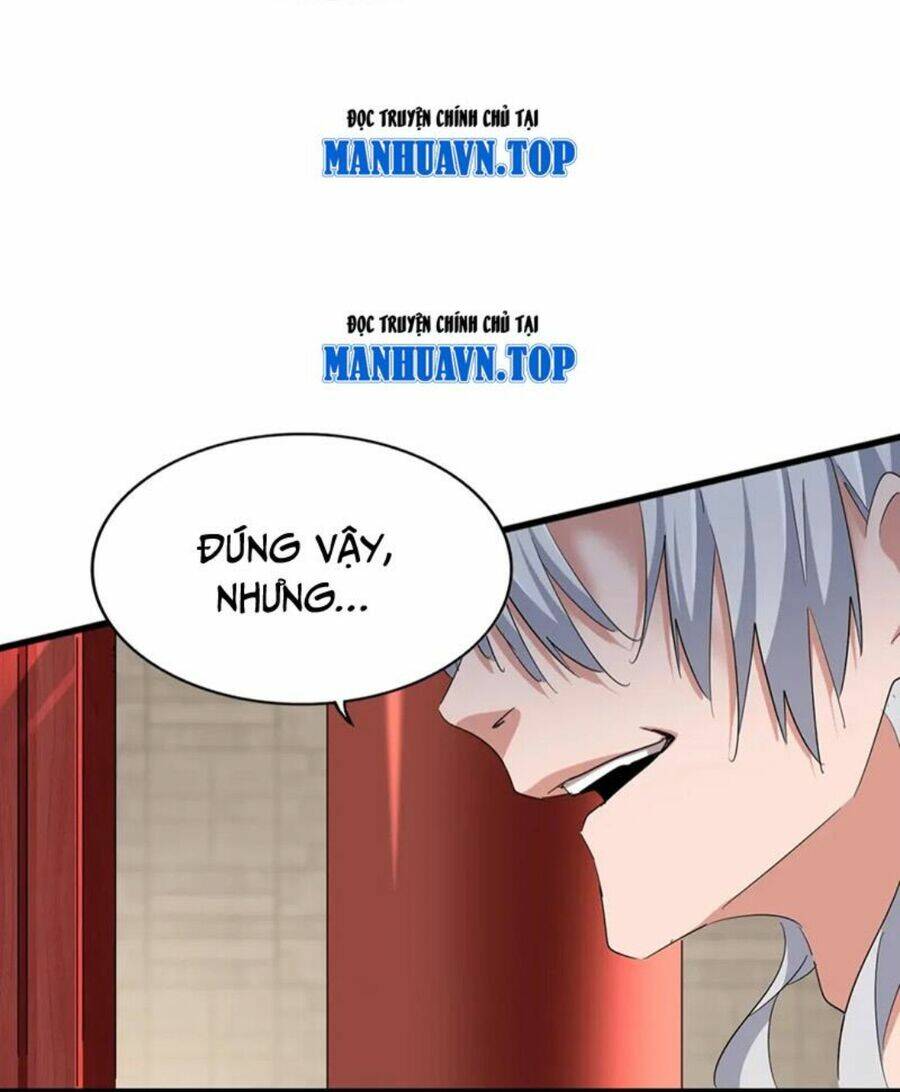 ĐỌC TRUYỆN CHÍNH CHỦ TẠI
MANHUAVN.TOP
ĐỌC TRUYỆN CHÍNH CHỦ TẠI
MANHUAVN.TOP
ĐÚNG VẬY,
NHƯNG...